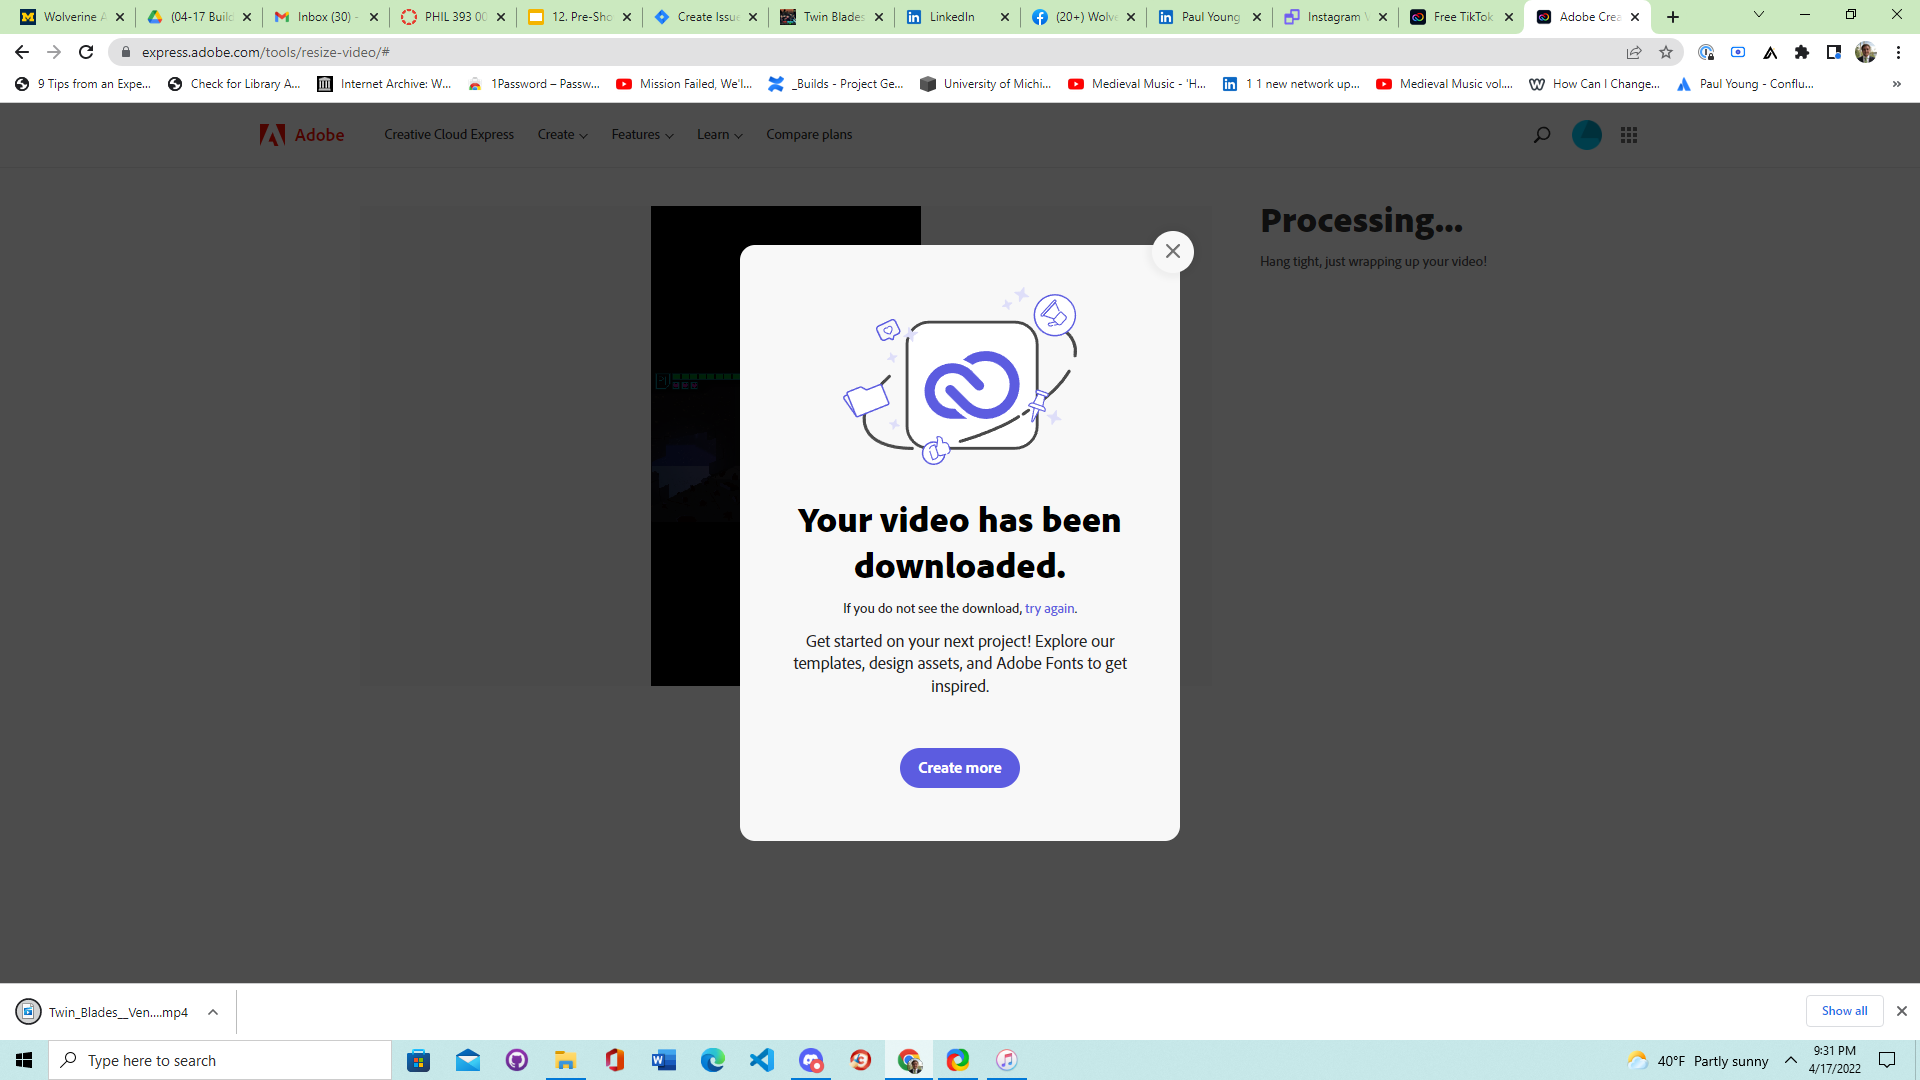 Wolverine A
(04-17 Build
Inbox (30) -
PHIL 393 00
12. Pre-Sho
Create Issue
Twin Blades
LinkedIn
(20+) Wolve
Paul Young
Instagram V
Free TikTok
Adobe Crea
express.adobe.com/tools/resize-video/#
9 Tips from an Expe...
Check for Library A...
Internet Archive: W...
1Password – Passw...
Mission Failed, We'l...
_Builds - Project Ge...
University of Michi...
Medieval Music - 'H...
1 1 new network up...
Medieval Music vol....
How Can I Change...
Paul Young - Conflu...
»
Adobe
Creative Cloud Express
Create
Features
Learn
Compare plans
Processing...
Hang tight, just wrapping up your video!
Your video has been
downloaded.
If you do not see the download, try again.
Get started on your next project! Explore our
templates, design assets, and Adobe Fonts to get
inspired.
Create more
Twin_Blades__Ven....mp4
Show all
Type here to search
40°F Partly sunny
9:31 PM
4/17/2022